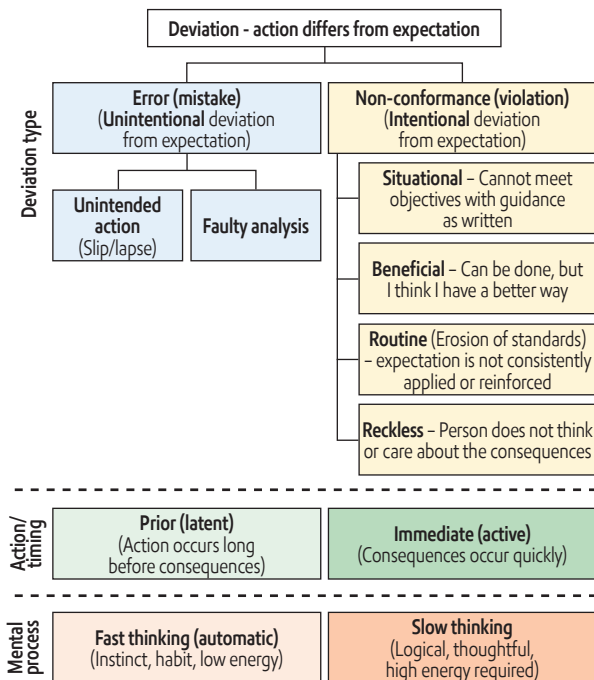 Deviation - action differs from expectation
Deviation type
Error (mistake)
(Unintentional deviation
from expectation)
Non-conformance (violation)
(Intentional deviation
from expectation)
Unintended
action
(Slip/lapse)
Faulty analysis
Situational – Cannot meet
objectives with guidance
as written
Beneficial – Can be done, but
I think I have a better way
Routine (Erosion of standards)
– expectation is not consistently
applied or reinforced
Reckless – Person does not think
or care about the consequences
Action/
timing
Prior (latent)
(Action occurs long
before consequences)
Immediate (active)
(Consequences occur quickly)
Mental
process
Fast thinking (automatic)
(Instinct, habit, low energy)
Slow thinking
(Logical, thoughtful,
high energy required)